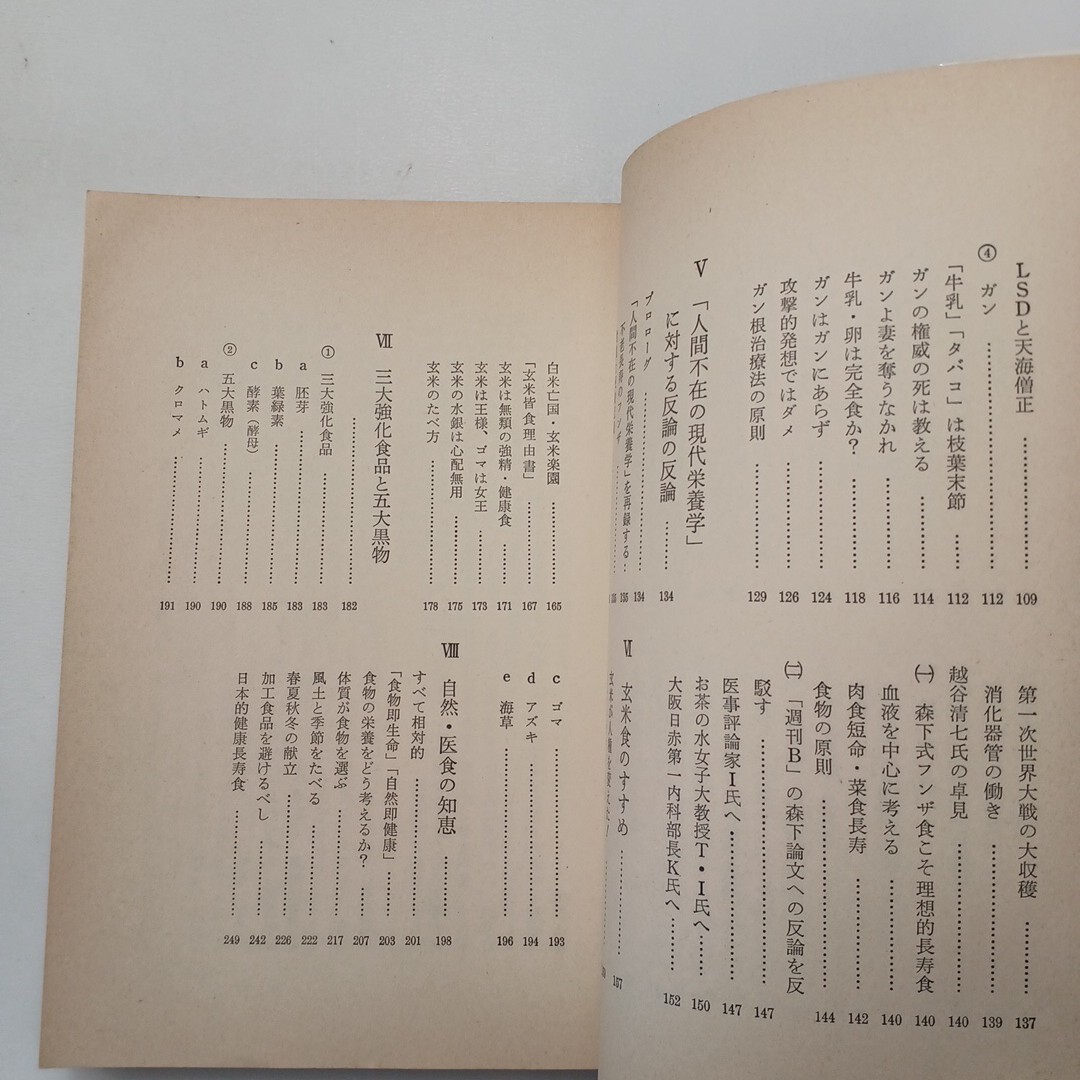 LSDと天海僧正……………109
④ ガン……………112
「牛乳」「タバコ」は枝葉末節……112
ガンの権威の死は教える……………114
ガンよ妻を奪うなかれ……………116
牛乳・卵は完全食か?……………118
ガンはガンにあらず……………124
攻撃的発想ではダメ……………126
ガン根治療法の原則……………129
Ⅴ 「人間不在の現代栄養学」
に対する反論の反論……………134
プロローグ……………134
「人間不在の現代栄養学」を再録する……135
第一次世界大戦の大収穫……………137
消化器管の働き……………139
越谷清七氏の卓見……………140
㈠ 森下式フンザ食こそ理想的長寿食……140
血液を中心に考える……………140
肉食短命・菜食長寿……………142
食物の原則……………144
㈡ 「週刊B」の森下論文への反論を反
駁す……………147
医事評論家I氏へ……………147
お茶の水女子大教授T・I氏へ……150
大阪日赤第一内科部長K氏へ……152
Ⅵ 玄米食のすすめ……………157
白米亡国・玄米楽園……………165
「玄米皆食理由書」……………167
玄米は無類の強精・健康食……………171
玄米は王様、ゴマは女王……………173
玄米の水銀は心配無用……………175
玄米のたべ方……………178
Ⅶ 三大強化食品と五大黒物
……………182
① 三大強化食品……………183
a 胚芽……………183
b 葉緑素……………185
c 酵素(酵母)……………188
② 五大黒物……………190
a ハトムギ……………190
b クロマメ……………191
c ゴマ……………193
d アズキ……………194
e 海草……………196
Ⅷ 自然・医食の知恵……………198
すべて相対的……………201
「食物即生命」「自然即健康」……203
食物の栄養をどう考えるか?……207
体質が食物を選ぶ……………217
風土と季節をたべる……………222
春夏秋冬の献立……………226
加工食品を避けるべし……………242
日本的健康長寿食……………249